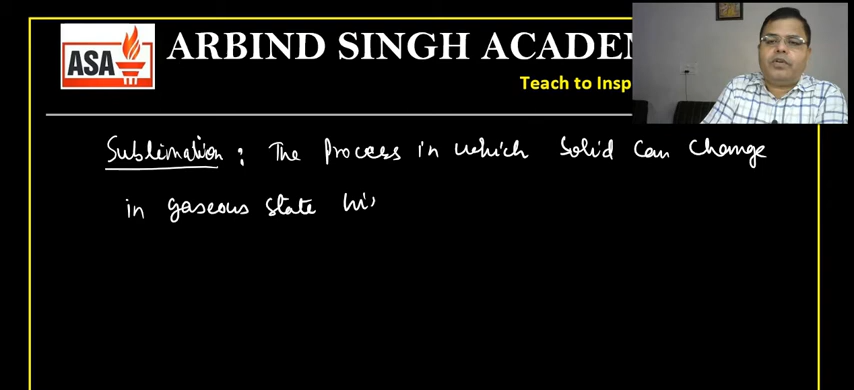 ASA
ARBIND SINGH ACADEM
Teach to Insp
Sublimation : The Process in which Solid can change
in gaseous state